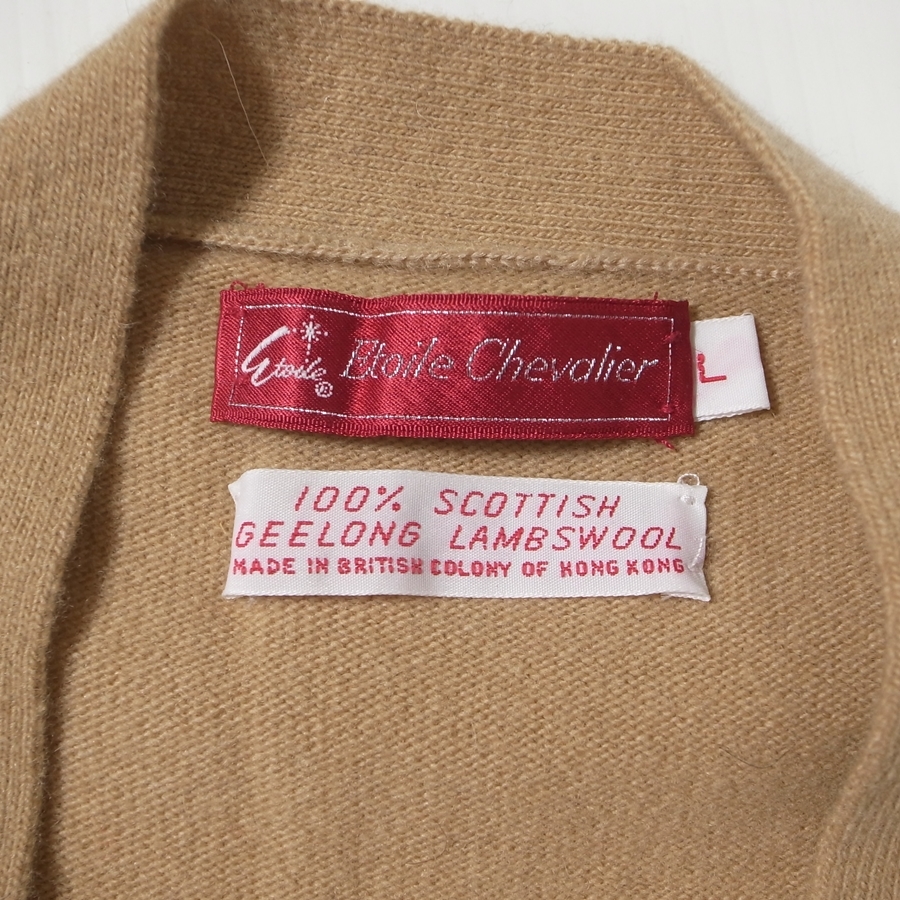 Etoile®
Etoile Chevalier
L
100% SCOTTISH
GEELONG LAMBSWOOL
MADE IN BRITISH COLONY OF HONG KONG